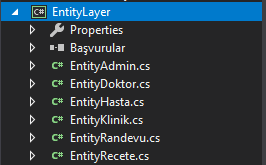 C# EntityLayer
Properties
Başvurular
C# EntityAdmin.cs
C# EntityDoktor.cs
C# EntityHasta.cs
C# EntityKlinik.cs
C# EntityRandevu.cs
C# EntityRecete.cs